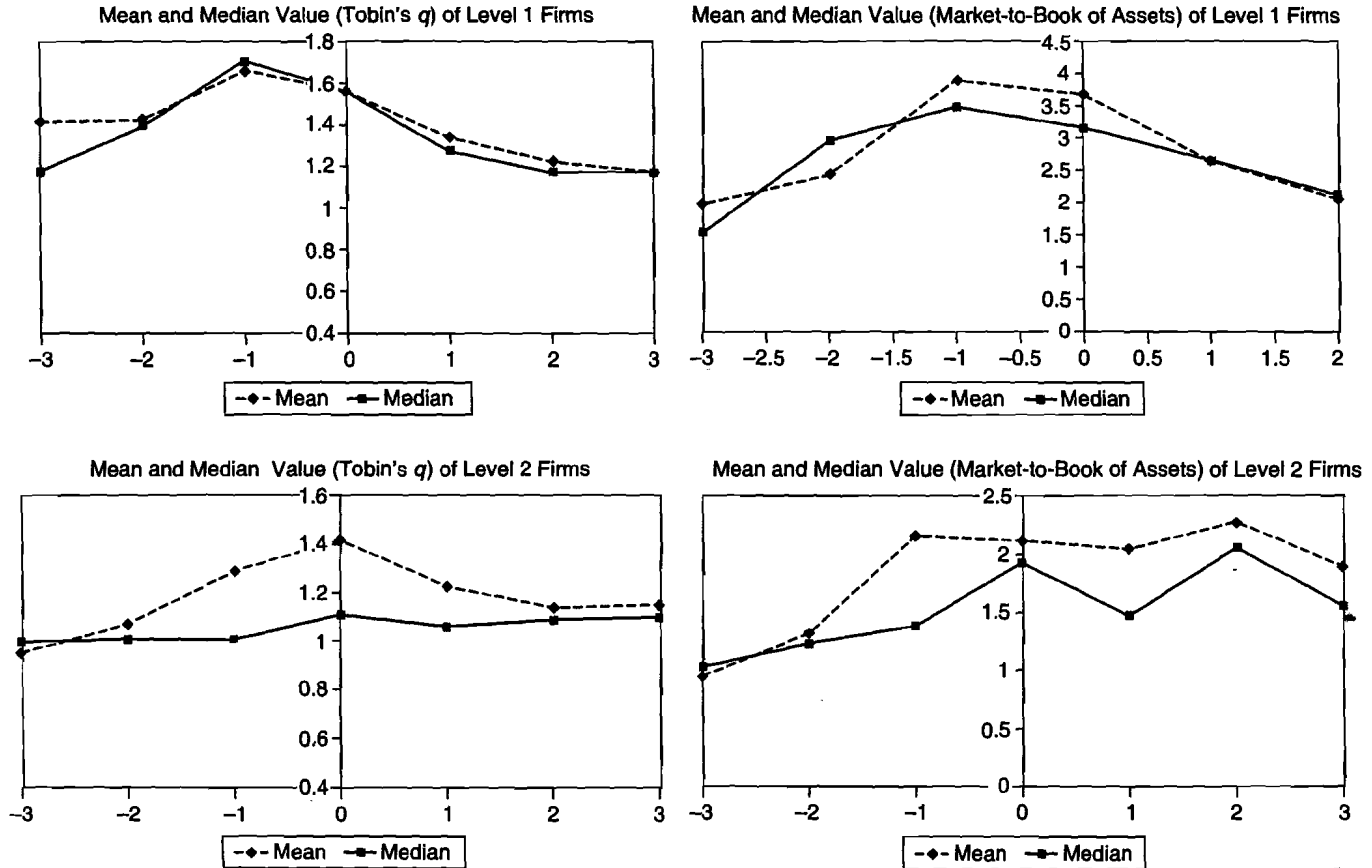 Mean and Median Value (Tobin's q) of Level 1 Firms
1.8
1.6
1.4
1.2
1
0.8
0.6
0.4
−3 −2 −1 0 1 2 3
Mean Median
Mean and Median Value (Market-to-Book of Assets) of Level 1 Firms
4.5
4
3.5
3
2.5
2
1.5
1
0.5
0
−3 −2.5 −2 −1.5 −1 −0.5 0 0.5 1 1.5 2
Mean Median
Mean and Median Value (Tobin's q) of Level 2 Firms
1.6
1.4
1.2
1
0.8
0.6
0.4
−3 −2 −1 0 1 2 3
Mean Median
Mean and Median Value (Market-to-Book of Assets) of Level 2 Firms
2.5
2
1.5
1
0.5
0
−3 −2 −1 0 1 2 3
Mean Median